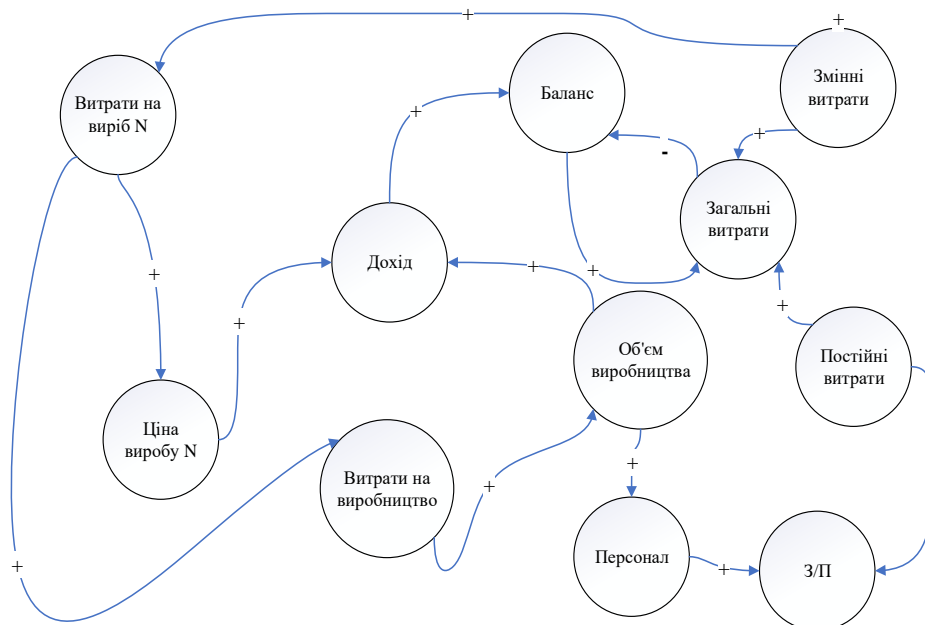 +
+
Витрати на
виріб N
Баланс
Змінні
витрати
+
+
-
Загальні
витрати
Дохід
+
+
+
+
+
Об'єм
виробництва
Постійні
витрати
Ціна
виробу N
Витрати на
виробництво
+
+
+
Персонал
+
З/П